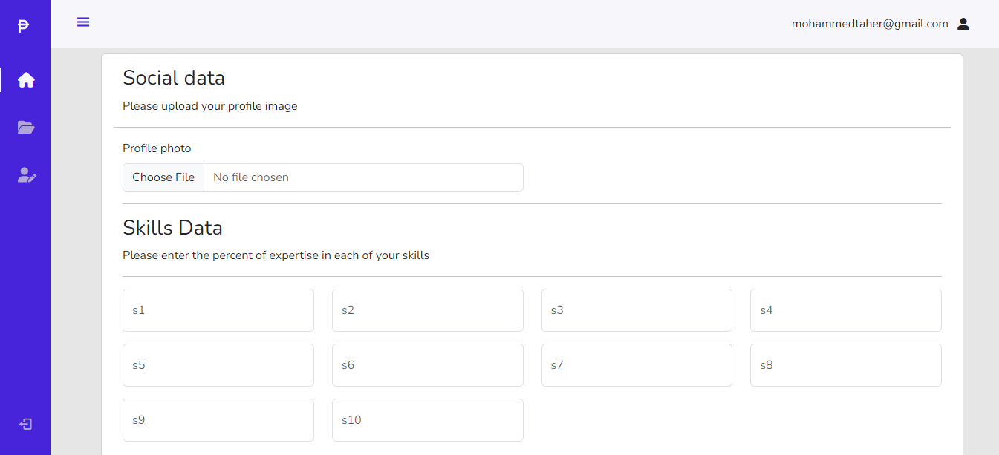 mohammedtaher@gmail.com
Social data
Please upload your profile image
Profile photo
Choose File No file chosen
Skills Data
Please enter the percent of expertise in each of your skills
s1 s2 s3 s4
s5 s6 s7 s8
s9 s10